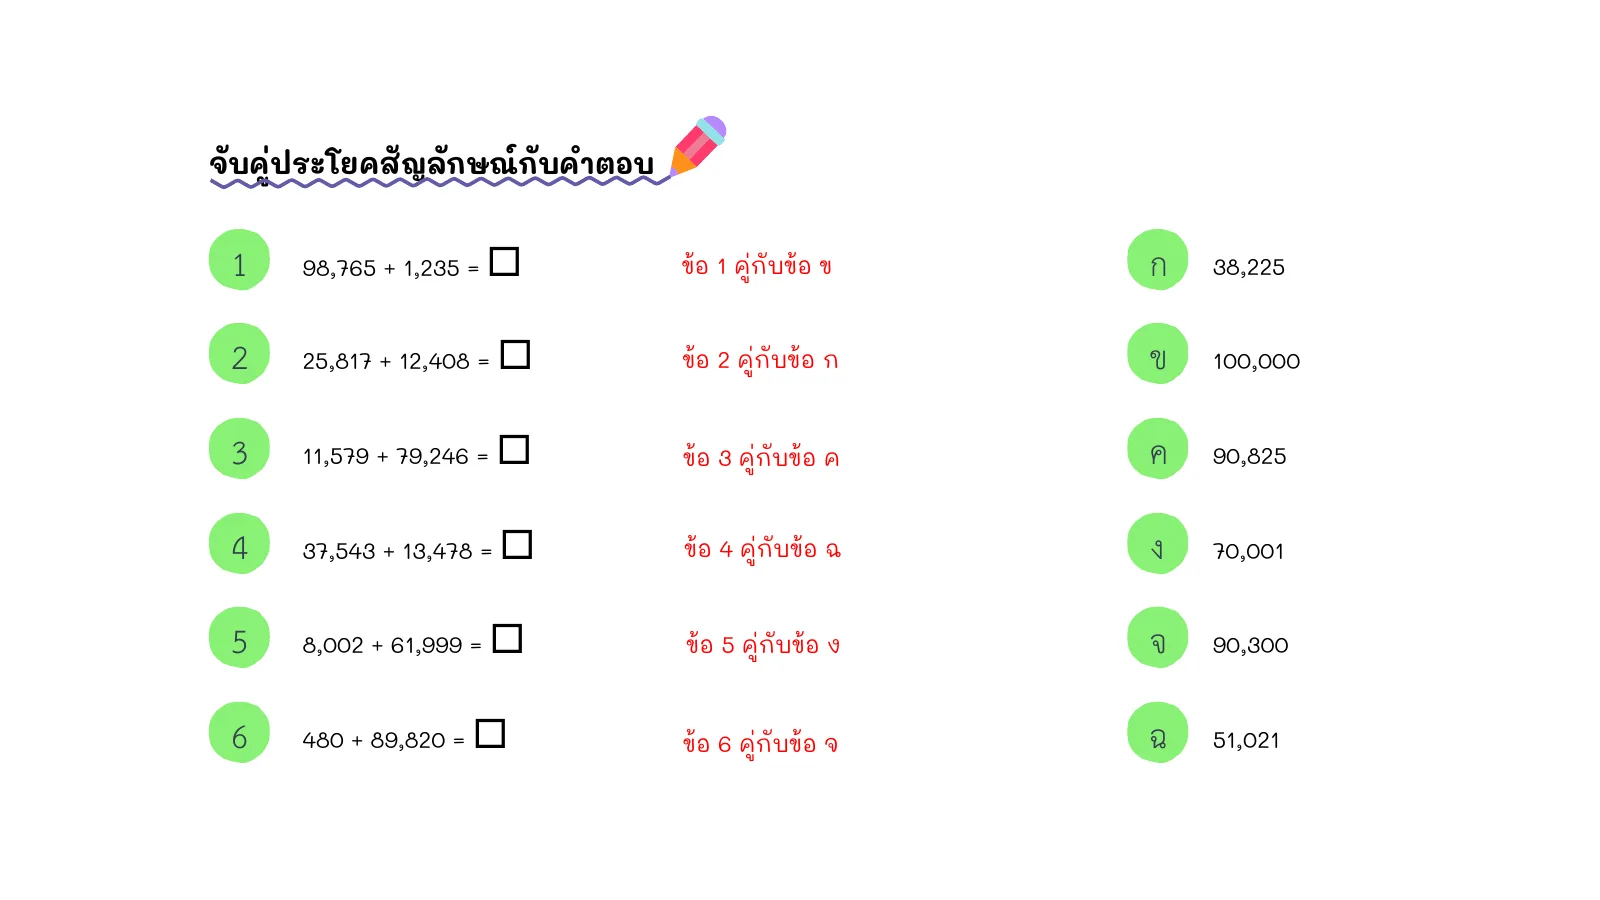 จับคู่ประโยคสัญลักษณ์กับคำตอบ
1 98,765 + 1,235 = □ ข้อ 1 คู่กับข้อ ข ก 38,225
2 25,817 + 12,408 = □ ข้อ 2 คู่กับข้อ ก ข 100,000
3 11,579 + 79,246 = □ ข้อ 3 คู่กับข้อ ค ค 90,825
4 37,543 + 13,478 = □ ข้อ 4 คู่กับข้อ ฉ ง 70,001
5 8,002 + 61,999 = □ ข้อ 5 คู่กับข้อ ง จ 90,300
6 480 + 89,820 = □ ข้อ 6 คู่กับข้อ จ ฉ 51,021